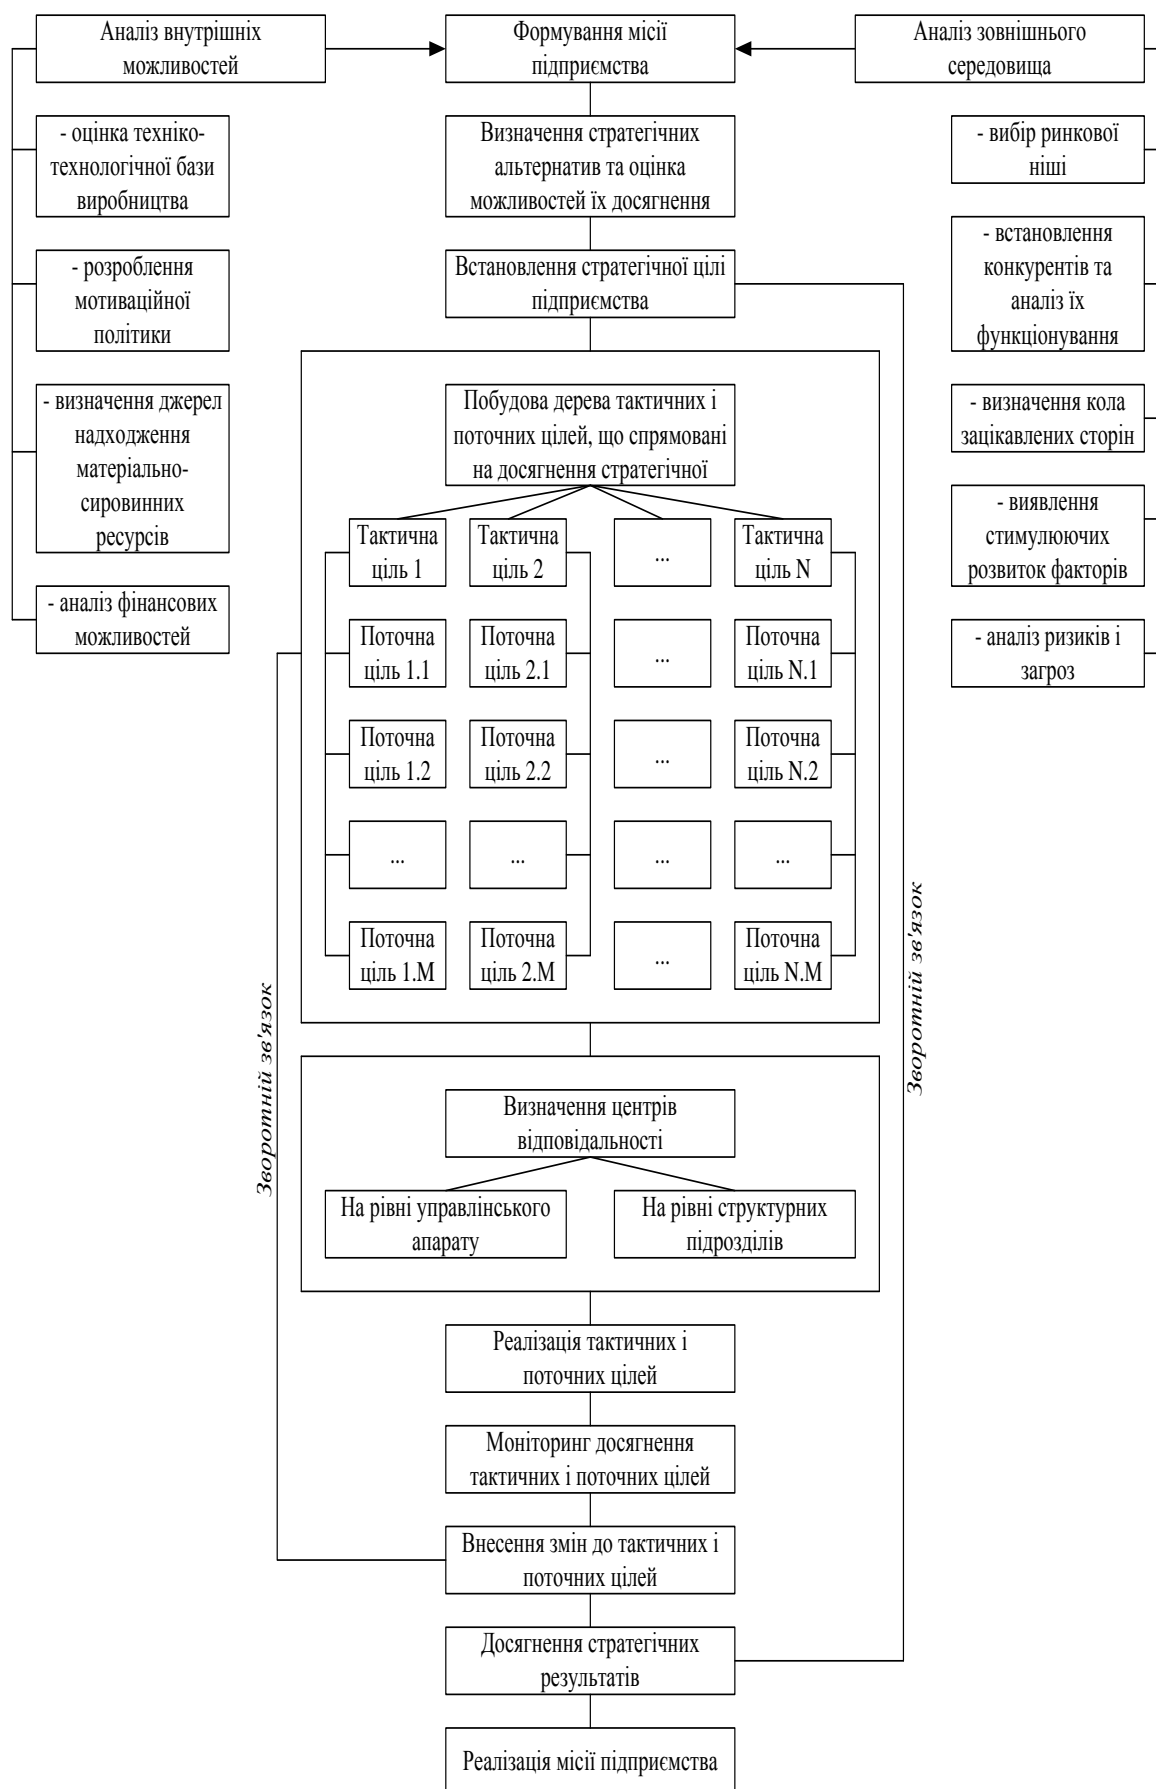 Аналіз внутрішніх
можливостей
Формування місії
підприємства
Аналіз зовнішнього
середовища
- оцінка техніко-
технологічної бази
виробництва
- розроблення
мотиваційної
політики
- визначення джерел
надходження
матеріально-
сировинних
ресурсів
- аналіз фінансових
можливостей
Визначення стратегічних
альтернатив та оцінка
можливостей їх досягнення
Встановлення стратегічної цілі
підприємства
- вибір ринкової
ніші
- встановлення
конкурентів та
аналіз їх
функціонування
- визначення кола
зацікавлених сторін
- виявлення
стимулюючих
розвиток факторів
- аналіз ризиків і
загроз
Побудова дерева тактичних і
поточних цілей, що спрямовані
на досягнення стратегічної
Тактична
ціль 1
Тактична
ціль 2
...
Тактична
ціль N
Поточна
ціль 1.1
Поточна
ціль 2.1
...
Поточна
ціль N.1
Поточна
ціль 1.2
Поточна
ціль 2.2
...
Поточна
ціль N.2
...
...
...
...
Поточна
ціль 1.М
Поточна
ціль 2.М
...
Поточна
ціль N.М
Зворотній зв'язок
Зворотній зв'язок
Визначення центрів
відповідальності
На рівні управлінського
апарату
На рівні структурних
підрозділів
Реалізація тактичних і
поточних цілей
Моніторинг досягнення
тактичних і поточних цілей
Внесення змін до тактичних і
поточних цілей
Досягнення стратегічних
результатів
Реалізація місії підприємства